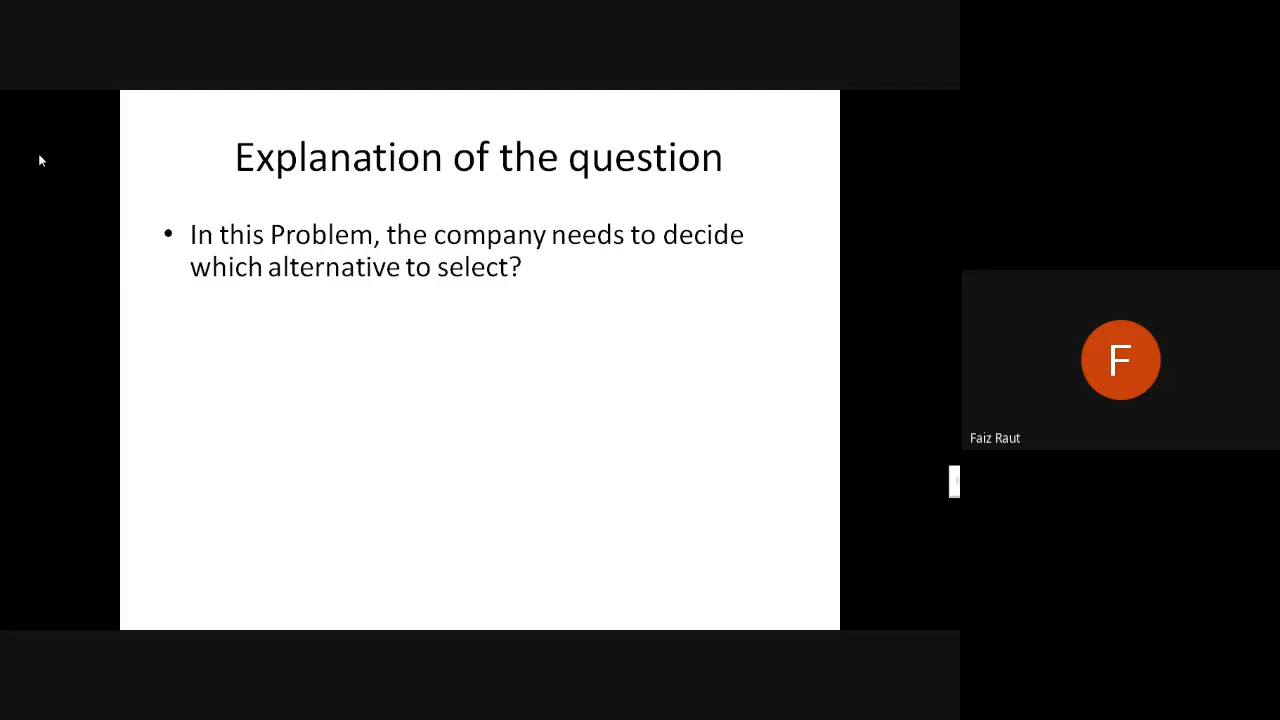 Explanation of the question
• In this Problem, the company needs to decide
which alternative to select?
F
Faiz Raut